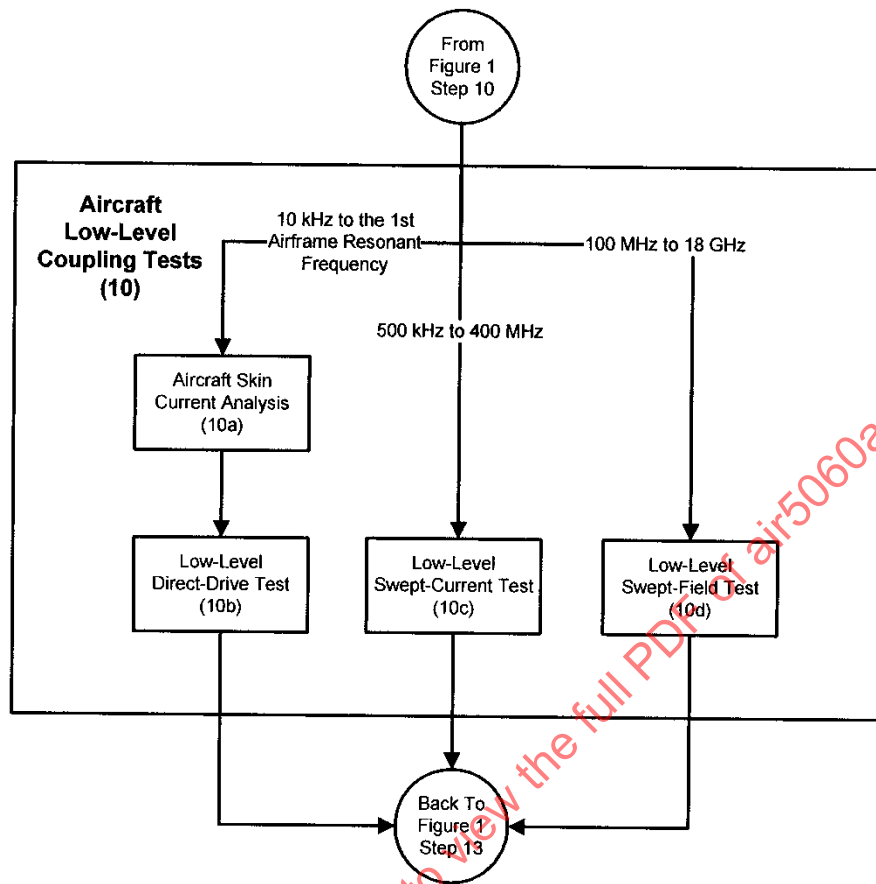 From
Figure 1
Step 10
Aircraft
Low-Level
Coupling Tests
(10)
10 kHz to the 1st
Airframe Resonant
Frequency
100 MHz to 18 GHz
500 kHz to 400 MHz
Aircraft Skin
Current Analysis
(10a)
Low-Level
Direct-Drive Test
(10b)
Low-Level
Swept-Current Test
(10c)
Low-Level
Swept-Field Test
(10d)
Back To
Figure 1
Step 13
to view the full PDF of air5060a